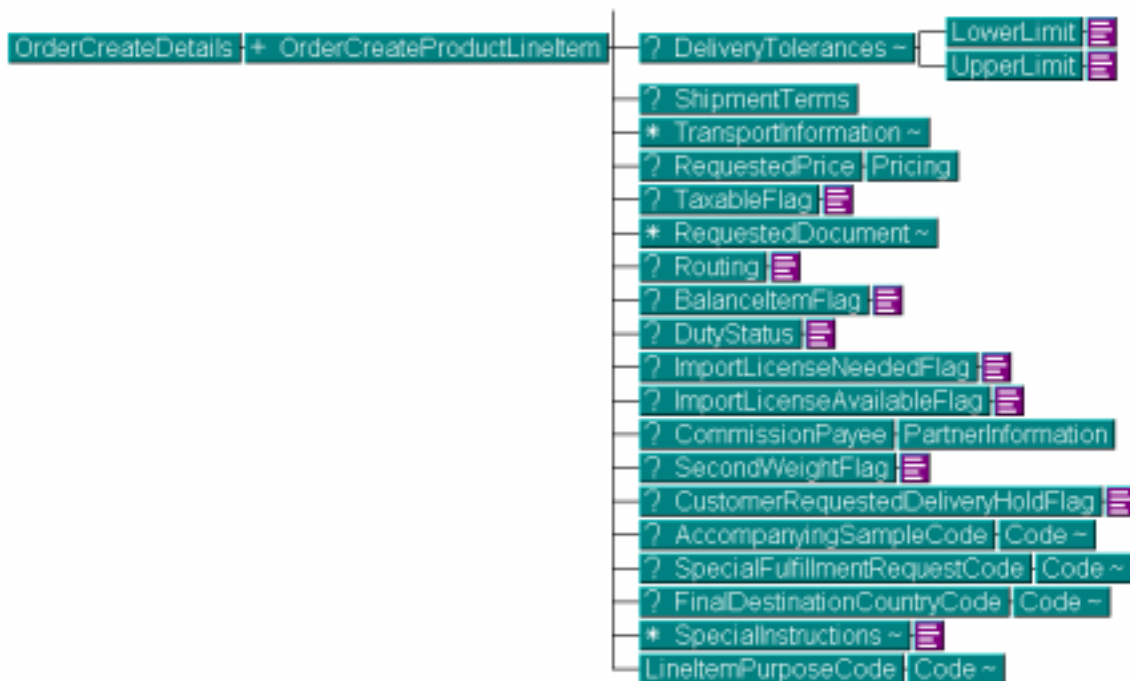 OrderCreateDetails + OrderCreateProductLineItem ? DeliveryTolerances ~ LowerLimit
UpperLimit
? ShipmentTerms
* TransportInformation ~
? RequestedPrice Pricing
? TaxableFlag
* RequestedDocument ~
? Routing
? BalanceItemFlag
? DutyStatus
? ImportLicenseNeededFlag
? ImportLicenseAvailableFlag
? CommissionPayee PartnerInformation
? SecondWeightFlag
? CustomerRequestedDeliveryHoldFlag
? AccompanyingSampleCode Code ~
? SpecialFulfillmentRequestCode Code ~
? FinalDestinationCountryCode Code ~
* SpecialInstructions ~
LineItemPurposeCode Code ~